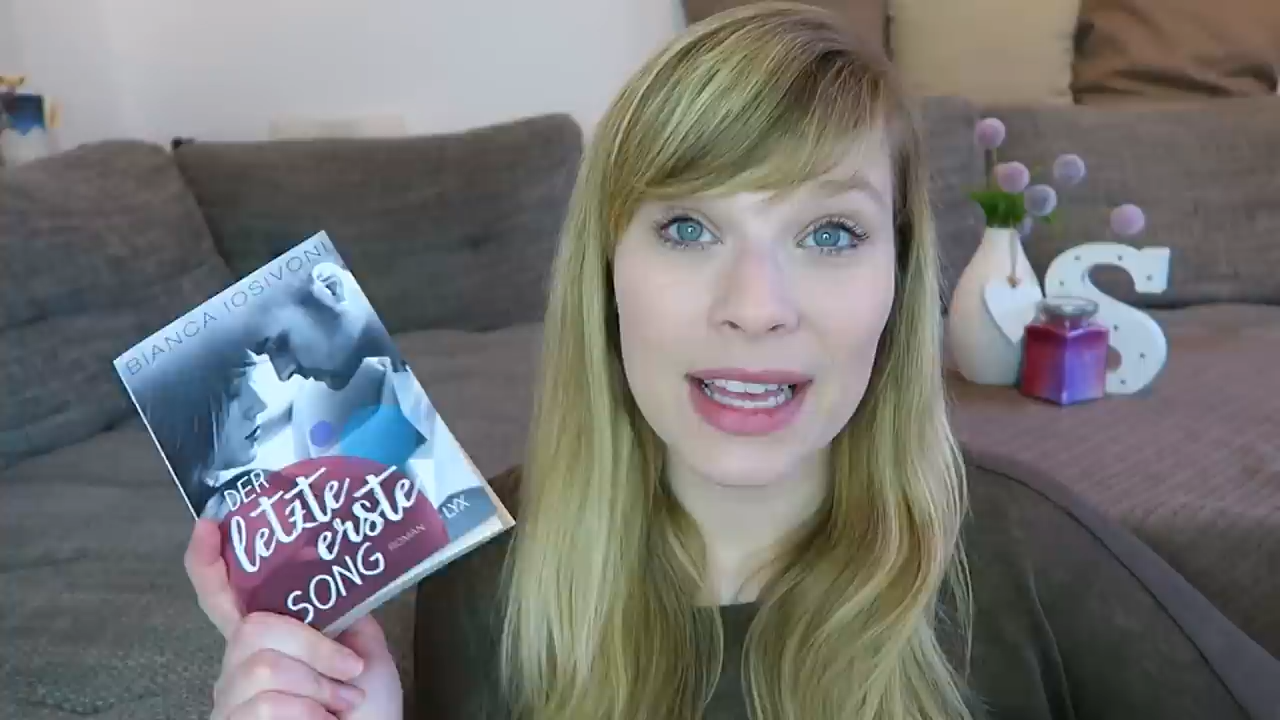 BIANCA IOSIVONI
DER
letzte
erste
SONG
ROMAN
LYX
S